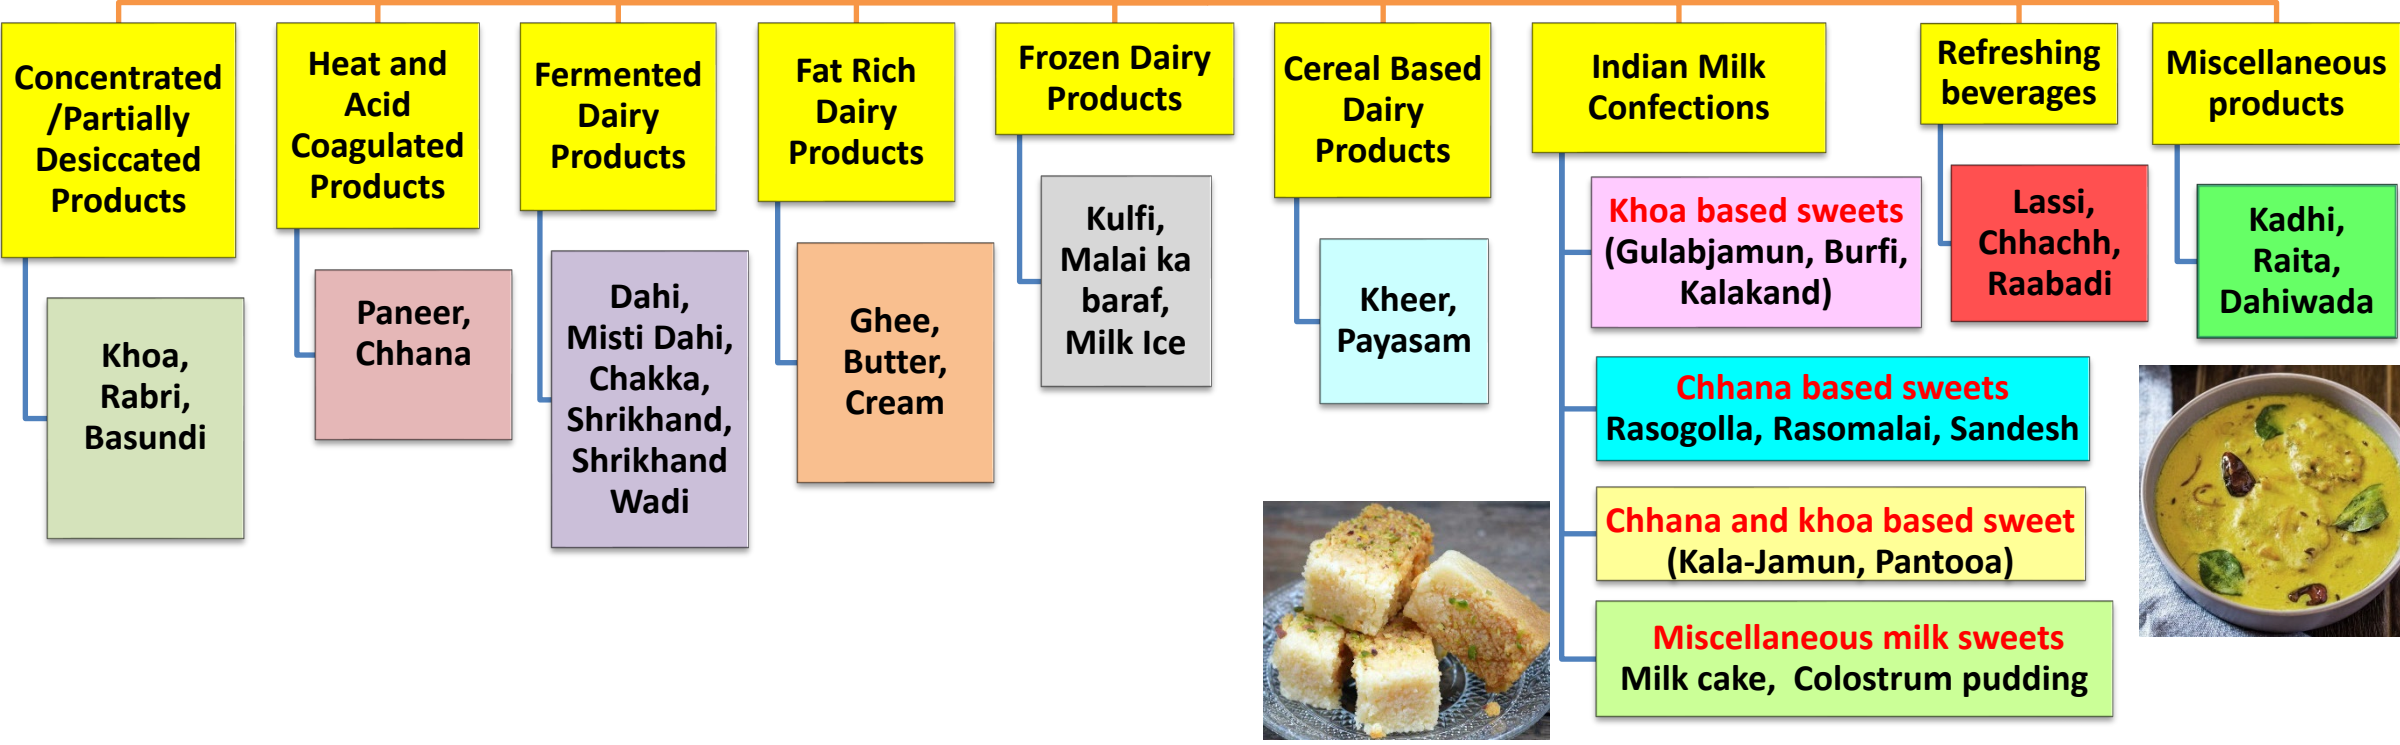 Concentrated
/Partially
Desiccated
Products
Khoa,
Rabri,
Basundi
Heat and
Acid
Coagulated
Products
Paneer,
Chhana
Fermented
Dairy
Products
Dahi,
Misti Dahi,
Chakka,
Shrikhand,
Shrikhand
Wadi
Fat Rich
Dairy
Products
Ghee,
Butter,
Cream
Frozen Dairy
Products
Kulfi,
Malai ka
baraf,
Milk Ice
Cereal Based
Dairy
Products
Kheer,
Payasam
Indian Milk
Confections
Khoa based sweets
(Gulabjamun, Burfi,
Kalakand)
Chhana based sweets
Rasogolla, Rasomalai, Sandesh
Chhana and khoa based sweet
(Kala-Jamun, Pantooa)
Miscellaneous milk sweets
Milk cake,  Colostrum pudding
Refreshing
beverages
Lassi,
Chhachh,
Raabadi
Miscellaneous
products
Kadhi,
Raita,
Dahiwada